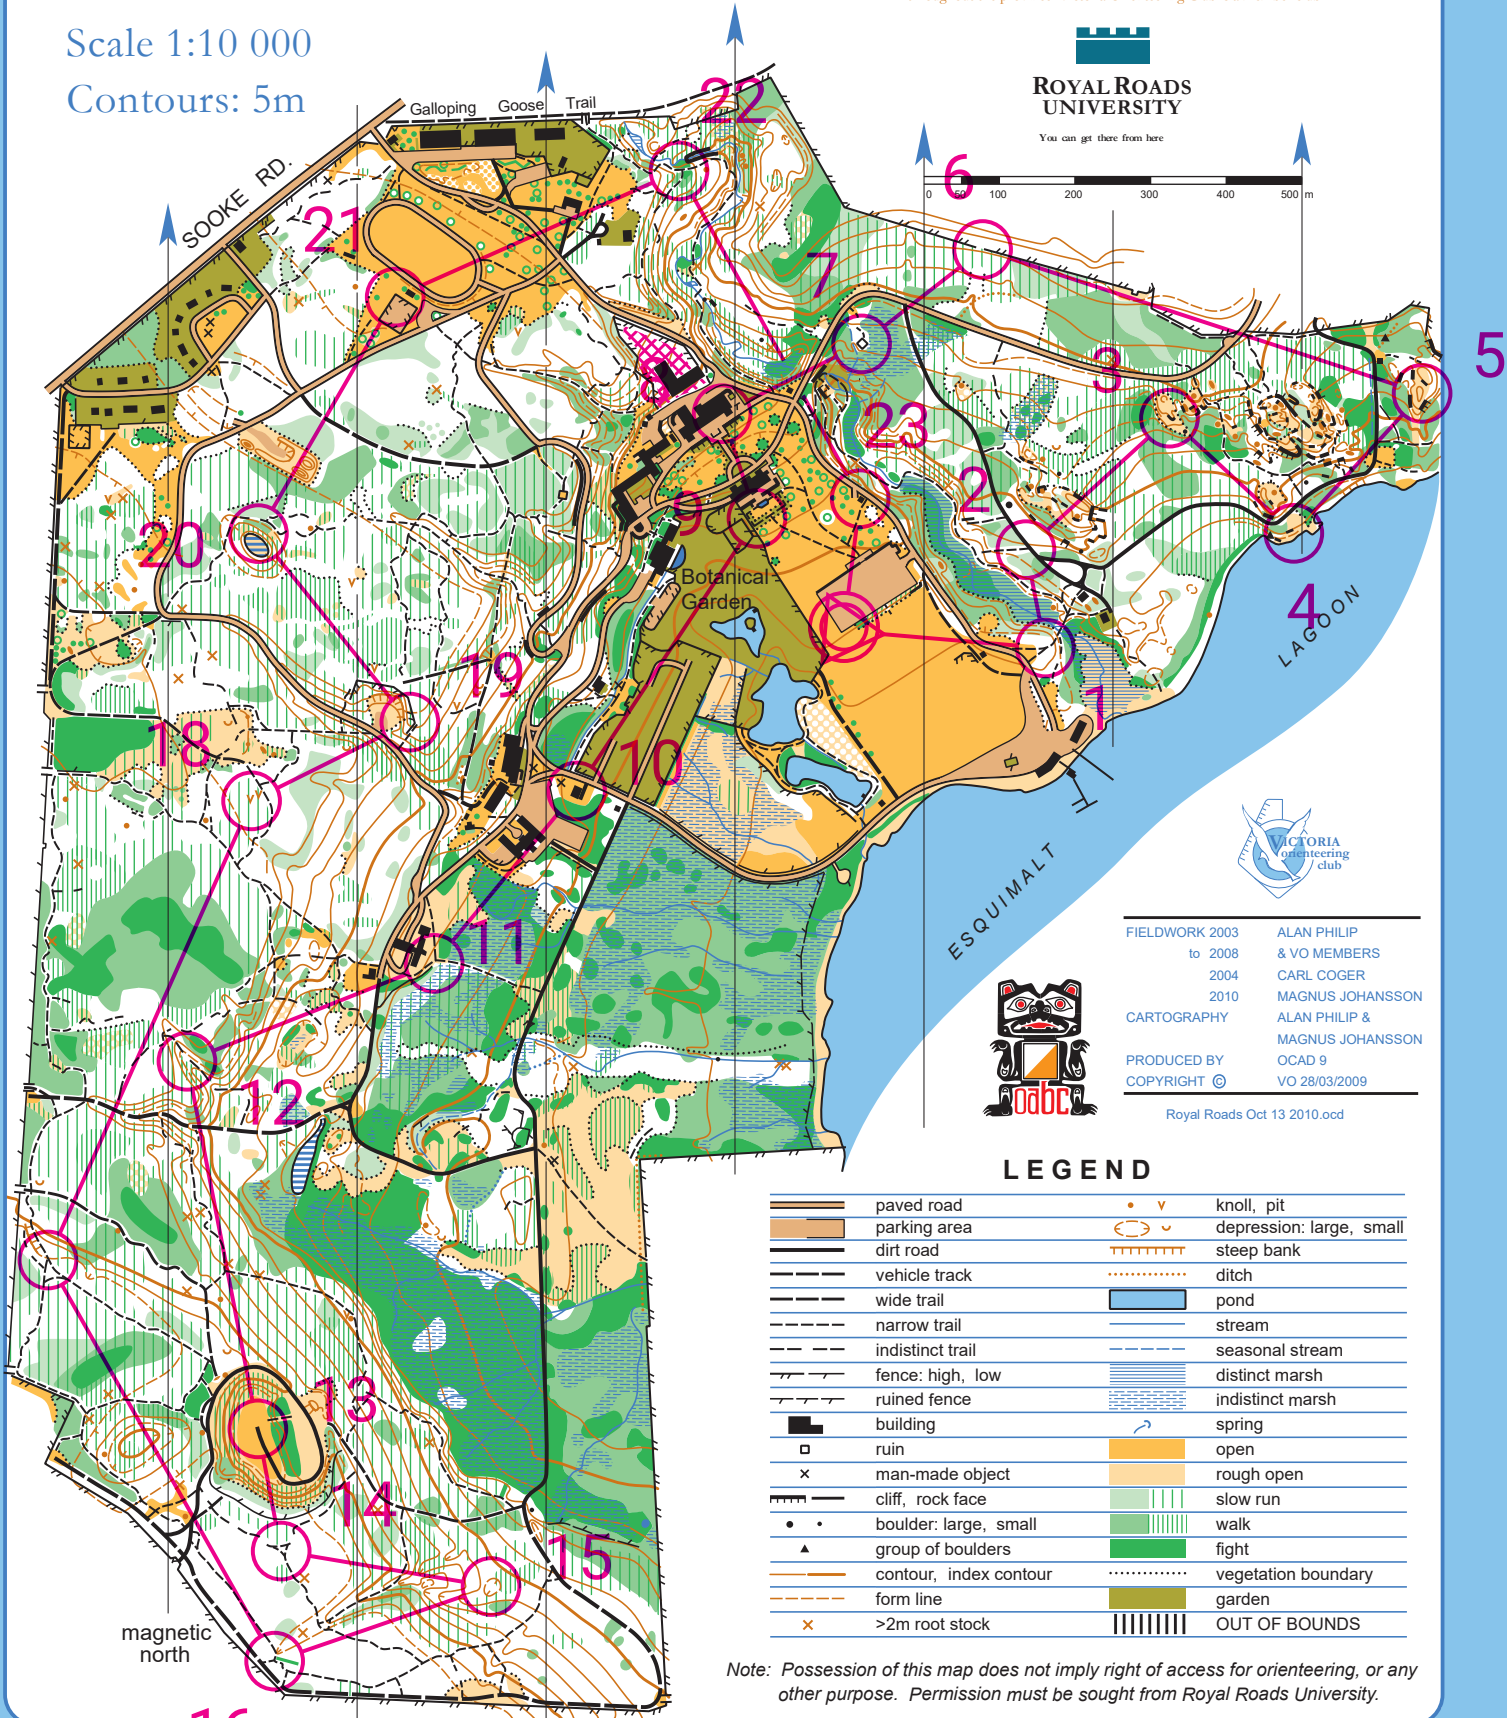 Scale 1:10 000
Contours: 5m
ROYAL ROADS
UNIVERSITY
You can get there from here
0 50 100 200 300 400 500 m
Galloping Goose Trail
SOOKE RD.
22
6
21
7
5
3
8
23
2
9
20
Botanical
Garden
4
LAGOON
19
1
18
10
ESQUIMALT
11
12
13
14
15
16
VICTORIA
orienteering
club
FIELDWORK 2003 ALAN PHILIP
to 2008 & VO MEMBERS
2004 CARL COGER
2010 MAGNUS JOHANSSON
CARTOGRAPHY ALAN PHILIP &
MAGNUS JOHANSSON
PRODUCED BY OCAD 9
COPYRIGHT © VO 28/03/2009
oabc
Royal Roads Oct 13 2010.ocd
LEGEND
paved road knoll, pit
parking area depression: large, small
dirt road steep bank
vehicle track ditch
wide trail pond
narrow trail stream
indistinct trail seasonal stream
fence: high, low distinct marsh
ruined fence indistinct marsh
building spring
ruin open
man-made object rough open
cliff, rock face slow run
boulder: large, small walk
group of boulders fight
contour, index contour vegetation boundary
form line garden
>2m root stock OUT OF BOUNDS
magnetic
north
Note: Possession of this map does not imply right of access for orienteering, or any
other purpose. Permission must be sought from Royal Roads University.